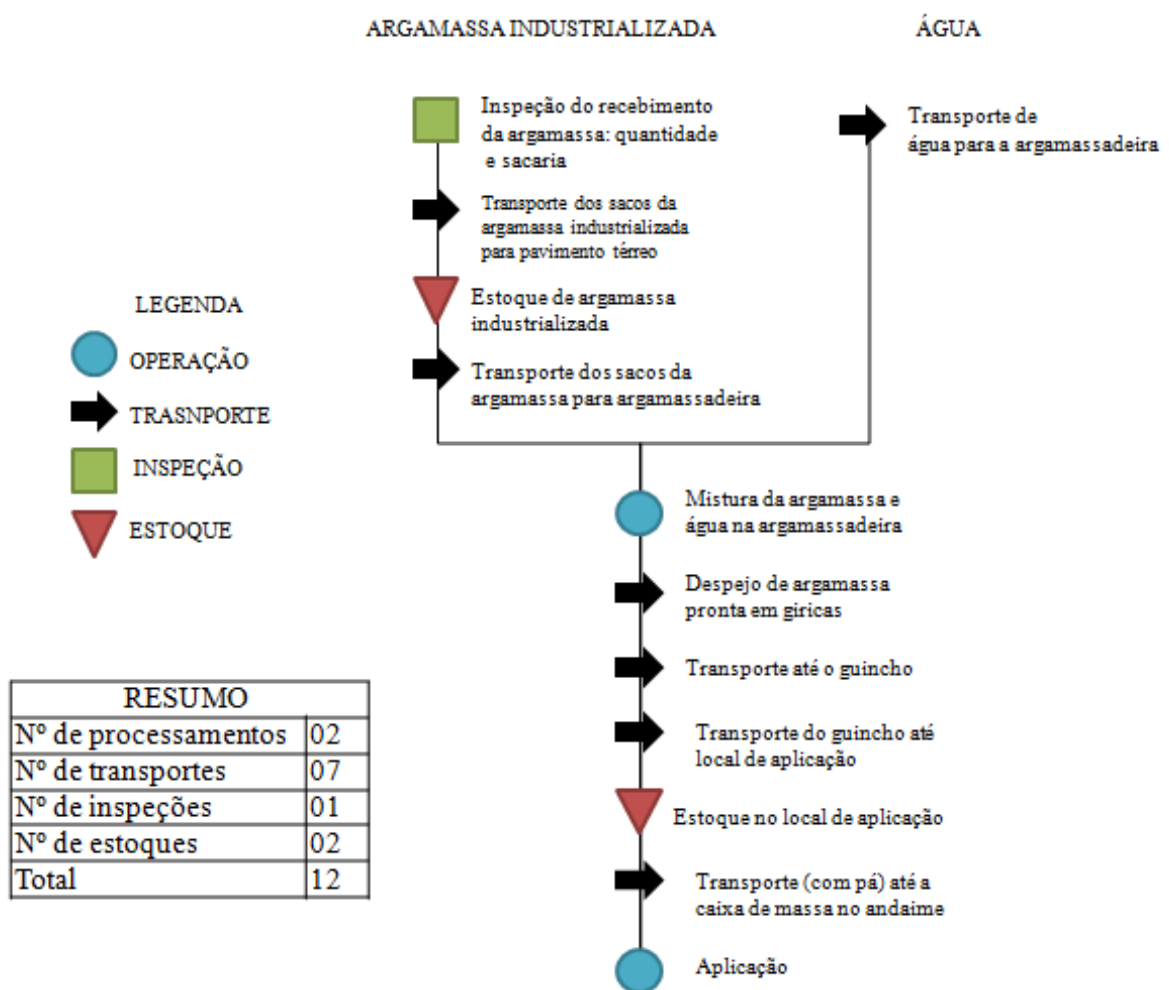 ARGAMASSA INDUSTRIALIZADA
ÁGUA
Inspeção do recebimento
da argamassa: quantidade
e sacaria
Transporte de
água para a argamassadeira
Transporte dos sacos da
argamassa industrializada
para pavimento térreo
Estoque de argamassa
industrializada
Transporte dos sacos da
argamassa para argamassadeira
LEGENDA
OPERAÇÃO
TRASNPORTE
INSPEÇÃO
ESTOQUE
Mistura da argamassa e
água na argamassadeira
Despejo de argamassa
pronta em giricas
Transporte até o guincho
Transporte do guincho até
local de aplicação
Estoque no local de aplicação
Transporte (com pá) até a
caixa de massa no andaime
Aplicação
RESUMO
Nº de processamentos 02
Nº de transportes 07
Nº de inspeções 01
Nº de estoques 02
Total 12